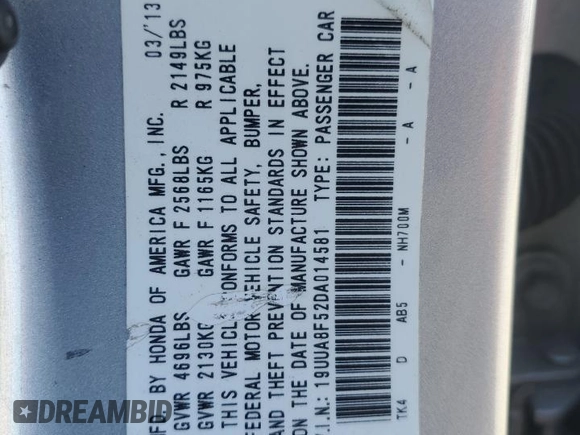 MFD. BY HONDA OF AMERICA MFG., INC. 03/'13
GVWR 4696LBS GAWR F 2568LBS R 2149LBS
GVWR 2130KG GAWR F 1165KG R 975KG
THIS VEHICLE CONFORMS TO ALL APPLICABLE
FEDERAL MOTOR VEHICLE SAFETY, BUMPER,
AND THEFT PREVENTION STANDARDS IN EFFECT
ON THE DATE OF MANUFACTURE SHOWN ABOVE.
V.I.N.: 19UUA8F52DA014581 TYPE: PASSENGER CAR
TK4 D AB5 - NH700M - A - A
DIAMOND
AUTOBIDS